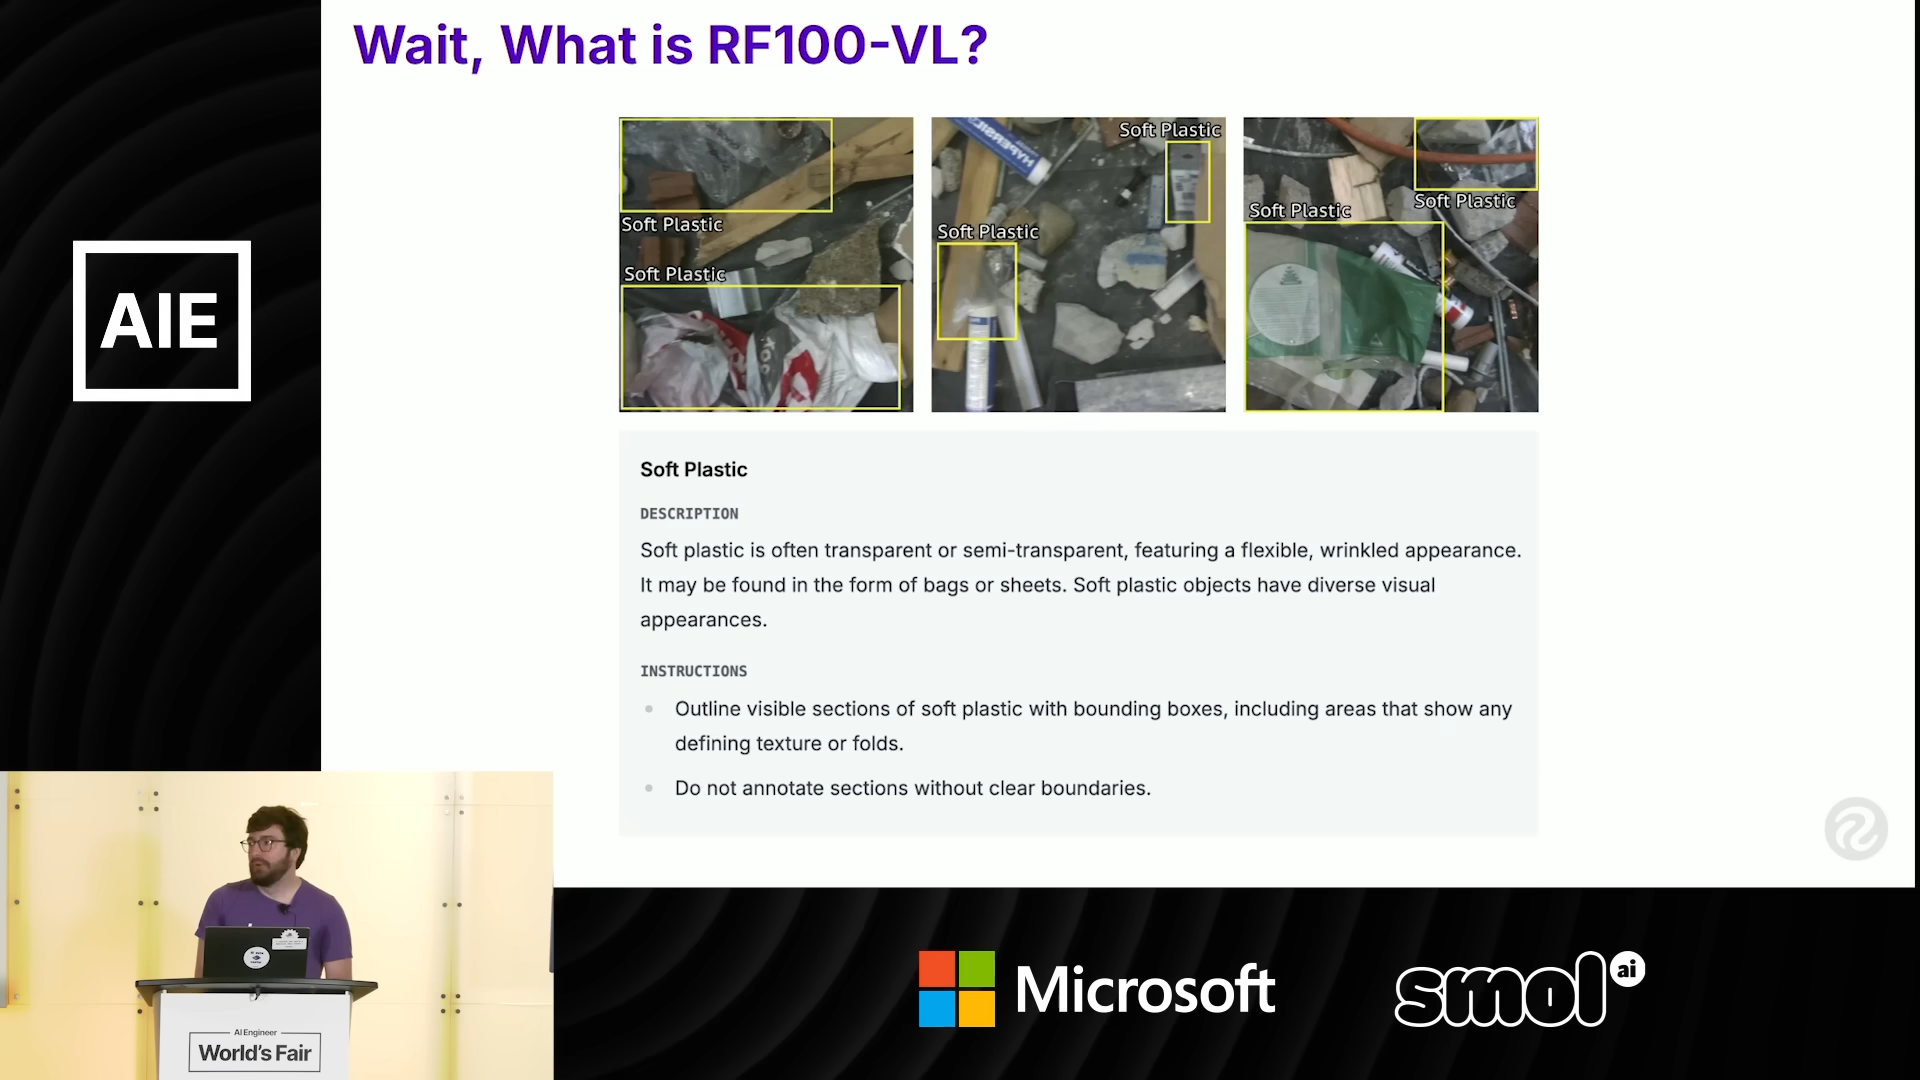 Wait, What is RF100-VL?
AIE
Soft Plastic
Soft Plastic
Soft Plastic
Soft Plastic
Soft Plastic
Soft Plastic
Soft Plastic
DESCRIPTION
Soft plastic is often transparent or semi-transparent, featuring a flexible, wrinkled appearance.
It may be found in the form of bags or sheets. Soft plastic objects have diverse visual
appearances.
INSTRUCTIONS
Outline visible sections of soft plastic with bounding boxes, including areas that show any
defining texture or folds.
Do not annotate sections without clear boundaries.
AI Engineer
World's Fair
Microsoft
smol ai